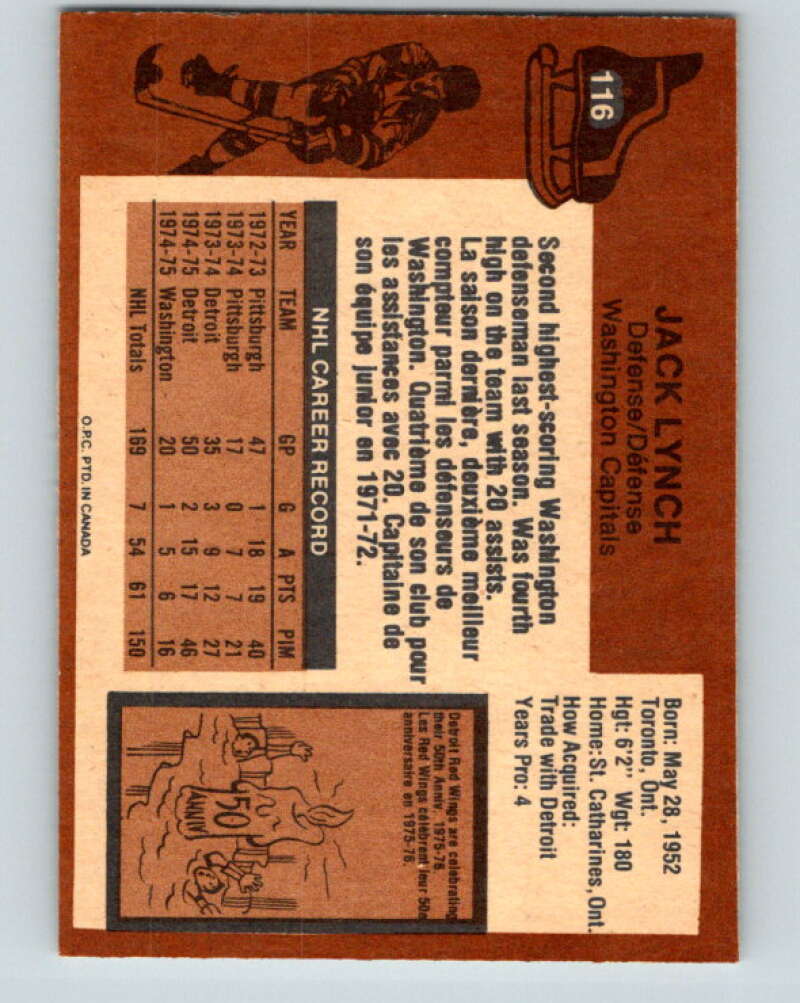 116
JACK LYNCH
Defense/Défense
Washington Capitals
Born: May 28, 1952
Toronto, Ont.
Hgt: 6'2" Wgt: 180
Home: St. Catharines, Ont.
How Acquired:
Trade with Detroit
Years Pro: 4
Second highest-scoring Washington
defenseman last season. Was fourth
high on the team with 20 assists.
La saison dernière, deuxième meilleur
compteur parmi les défenseurs de
Washington. Quatrième de son club pour
les assistances avec 20. Capitaine de
son équipe junior en 1971-72.
NHL CAREER RECORD
YEAR TEAM GP G A PTS PIM
1972-73 Pittsburgh 47 1 18 19 40
1973-74 Pittsburgh 17 0 7 7 21
1973-74 Detroit 35 3 9 12 27
1974-75 Detroit 50 2 15 17 46
1974-75 Washington 20 1 5 6 16
NHL Totals 169 7 54 61 150
Detroit Red Wings are celebrating
their 50th Anniv. 1975-76.
Les Red Wings célèbrent leur 50e
anniversaire en 1975-76.
50
ANNIV
O.P.C. PTD. IN CANADA